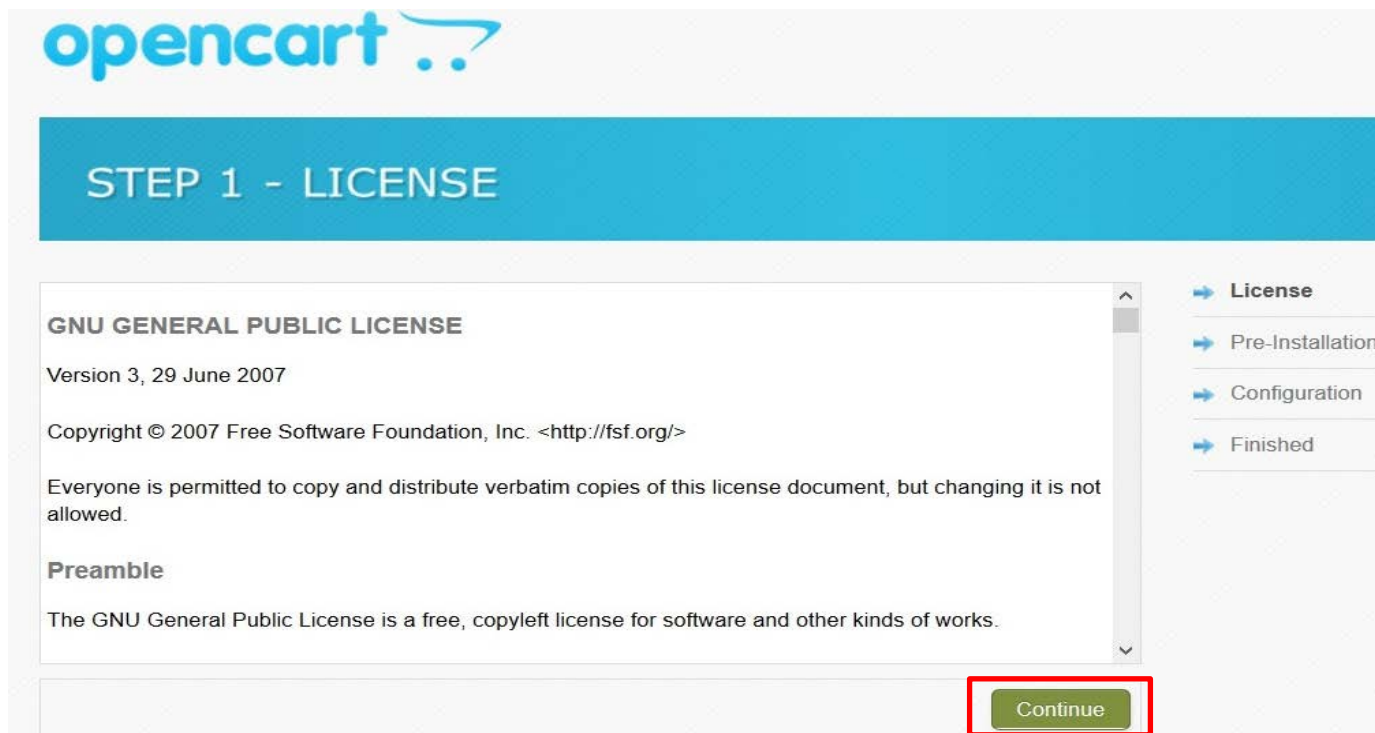 opencart
STEP 1 - LICENSE
GNU GENERAL PUBLIC LICENSE
Version 3, 29 June 2007
Copyright © 2007 Free Software Foundation, Inc. <http://fsf.org/>
Everyone is permitted to copy and distribute verbatim copies of this license document, but changing it is not
allowed.
Preamble
The GNU General Public License is a free, copyleft license for software and other kinds of works.
Continue
License
Pre-Installation
Configuration
Finished